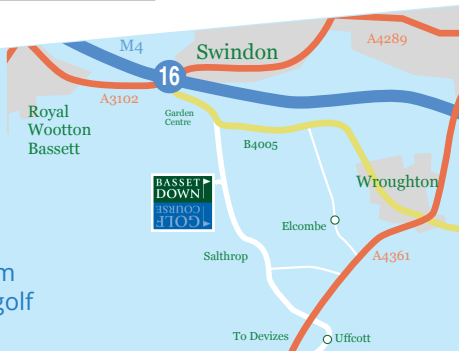 M4
Swindon
A4289
16
A3102
Royal
Wootton
Bassett
Garden
Centre
B4005
BASSET
DOWN
GOLF
COURSE
Wroughton
Elcombe
Salthrop
A4361
m
golf
To Devizes
Uffcott